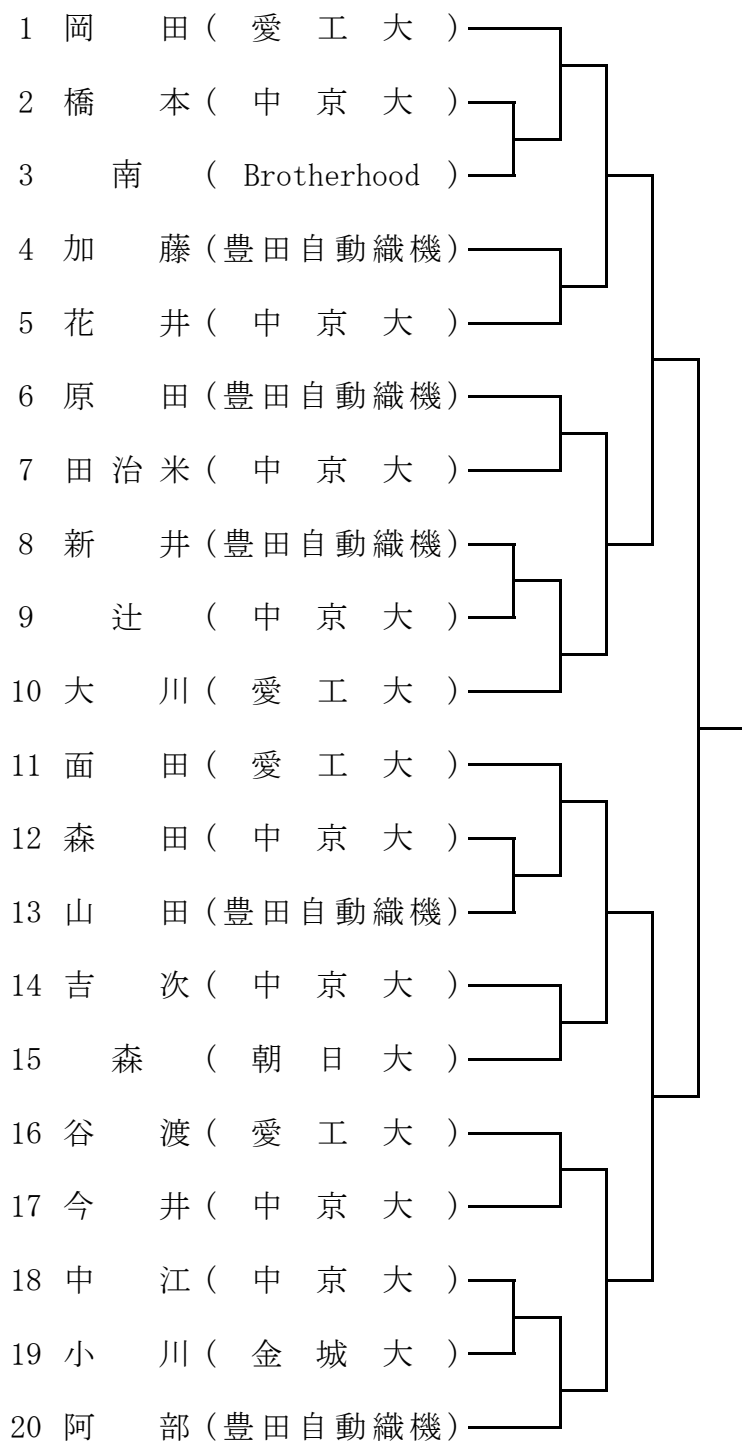 1 岡田(愛工大)
2 橋本(中京大)
3 南(Brotherhood)
4 加藤(豊田自動織機)
5 花井(中京大)
6 原田(豊田自動織機)
7 田治米(中京大)
8 新井(豊田自動織機)
9 辻(中京大)
10 大川(愛工大)
11 面田(愛工大)
12 森田(中京大)
13 山田(豊田自動織機)
14 吉次(中京大)
15 森(朝日大)
16 谷渡(愛工大)
17 今井(中京大)
18 中江(中京大)
19 小川(金城大)
20 阿部(豊田自動織機)